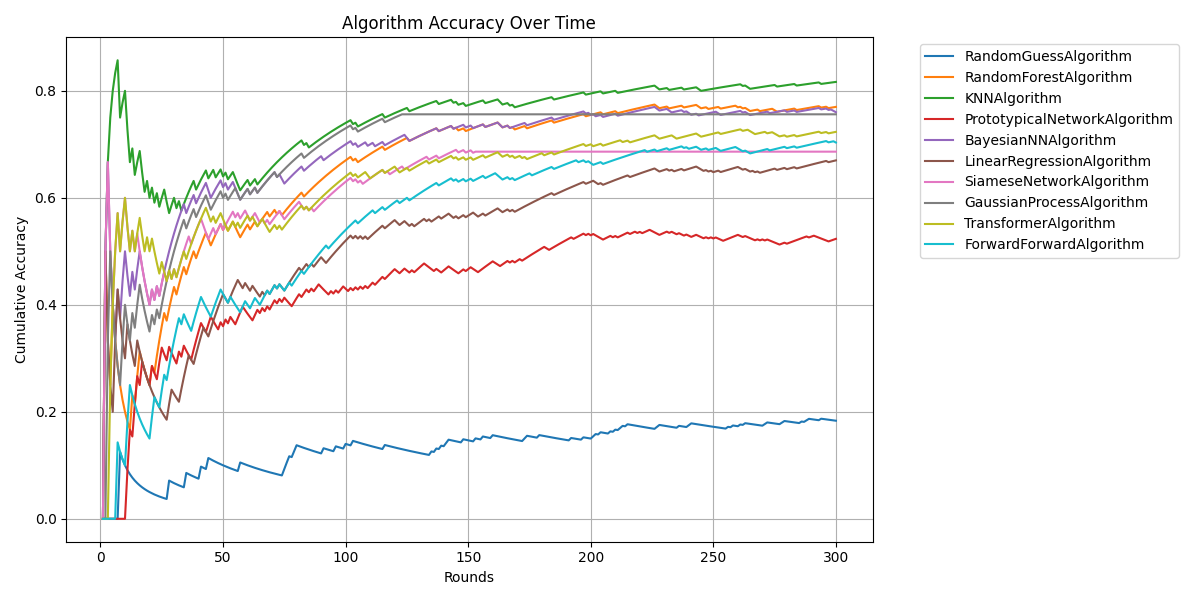 Algorithm Accuracy Over Time
Cumulative Accuracy
0.8
0.6
0.4
0.2
0.0
0 50 100 150 200 250 300
Rounds
RandomGuessAlgorithm
RandomForestAlgorithm
KNNAlgorithm
PrototypicalNetworkAlgorithm
BayesianNNAlgorithm
LinearRegressionAlgorithm
SiameseNetworkAlgorithm
GaussianProcessAlgorithm
TransformerAlgorithm
ForwardForwardAlgorithm